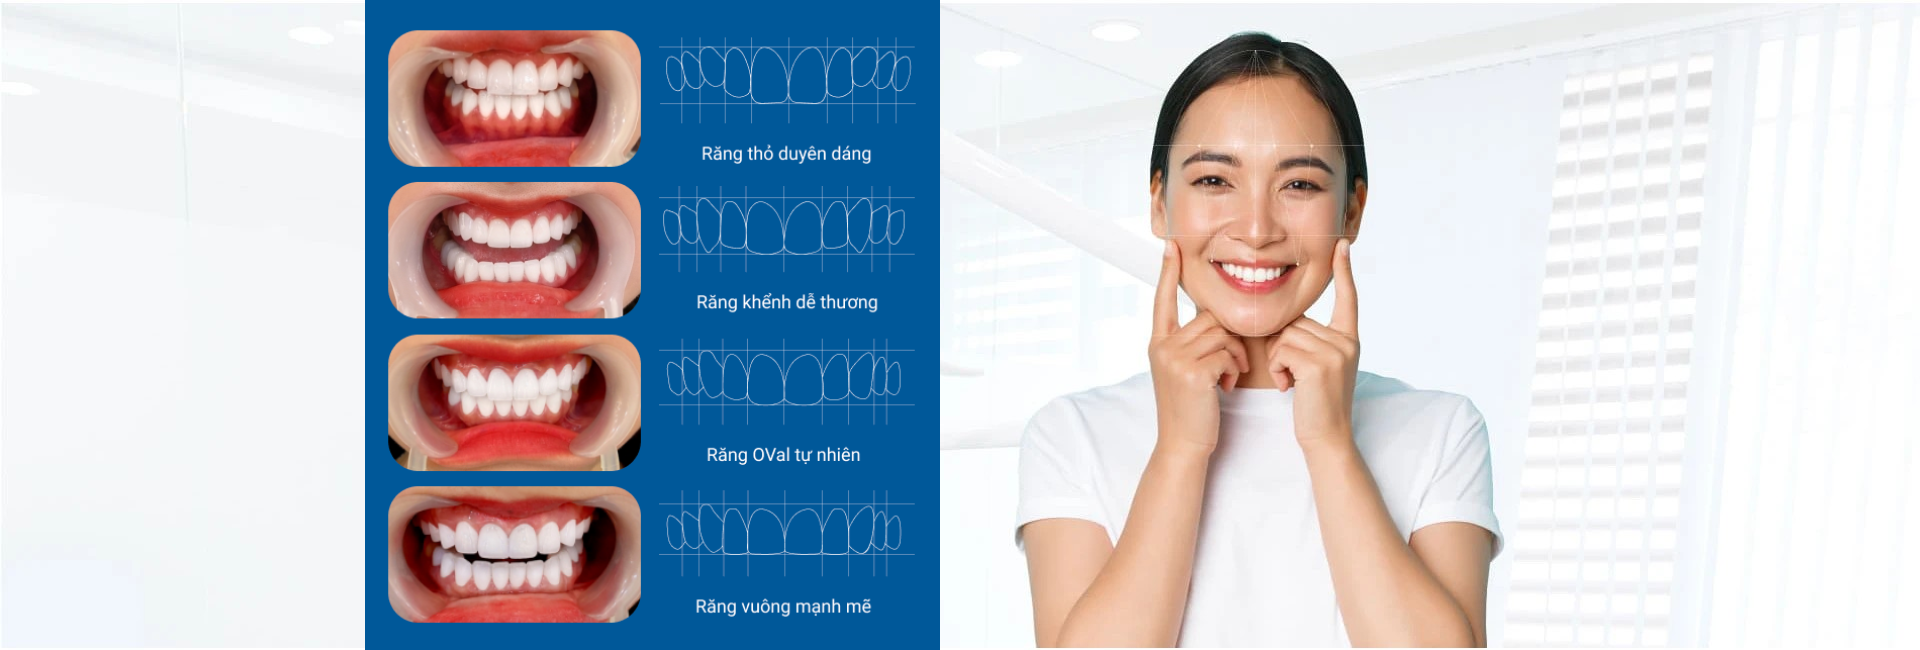 Răng thỏ duyên dáng
Răng khểnh dễ thương
Răng OVal tự nhiên
Răng vuông mạnh mẽ